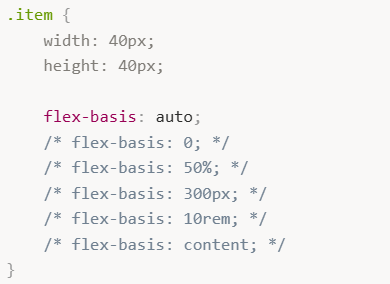 .item {
    width: 40px;
    height: 40px;

    flex-basis: auto;
    /* flex-basis: 0; */
    /* flex-basis: 50%; */
    /* flex-basis: 300px; */
    /* flex-basis: 10rem; */
    /* flex-basis: content; */
}